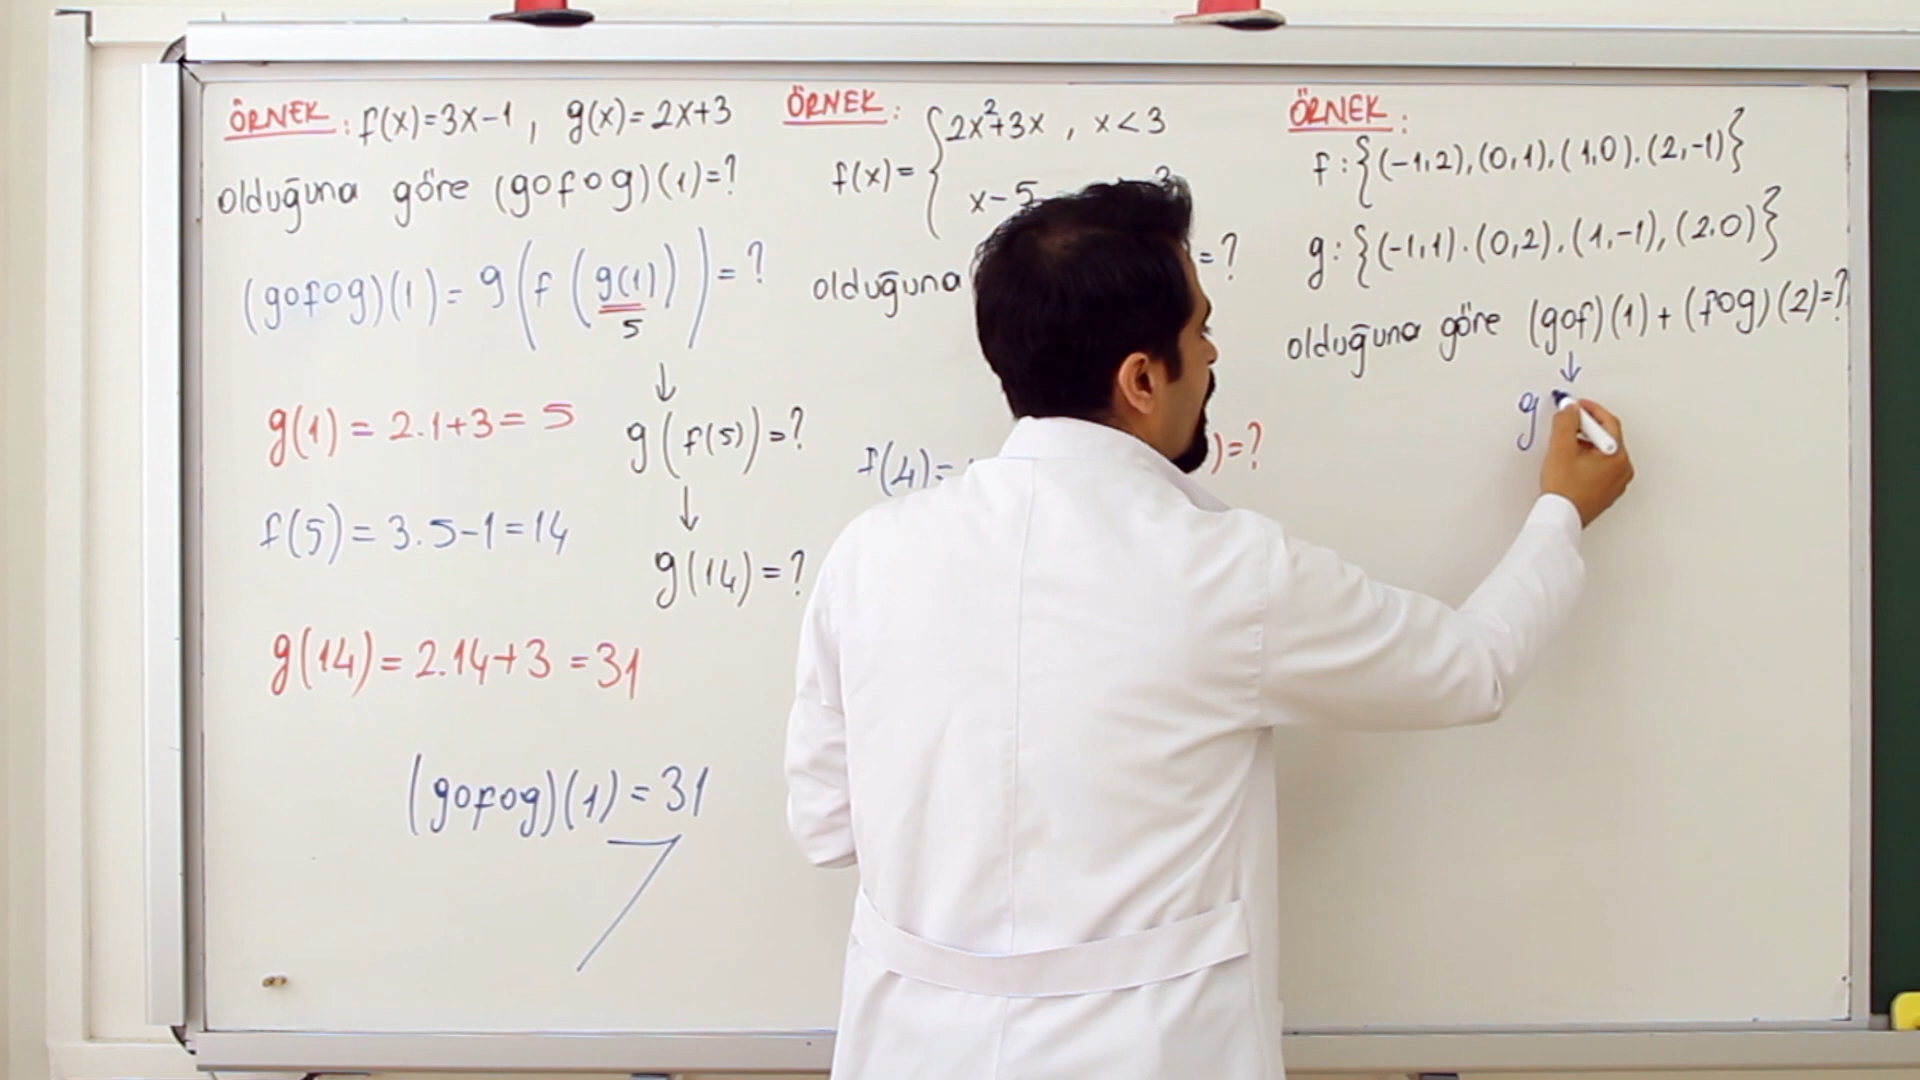 ÖRNEK: f(x)=3x-1, g(x)=2x+3
olduğuna göre (gofog)(1)=?
(gofog)(1)=g(f(g(1)))=?
5
↓
g(1)=2.1+3=5
g(f(5))=?
↓
f(5)=3.5-1=14
g(14)=?
g(14)=2.14+3=31
(gofog)(1)=31
ÖRNEK:
f(x)={2x²+3x, x<3
x-5
olduğuna =?
f(4)= )=?
ÖRNEK:
f:{(-1,2),(0,1),(1,0),(2,-1)}
g:{(-1,1).(0,2),(1,-1),(2.0)}
olduğuna göre (gof)(1)+(fog)(2)=?
↓
g